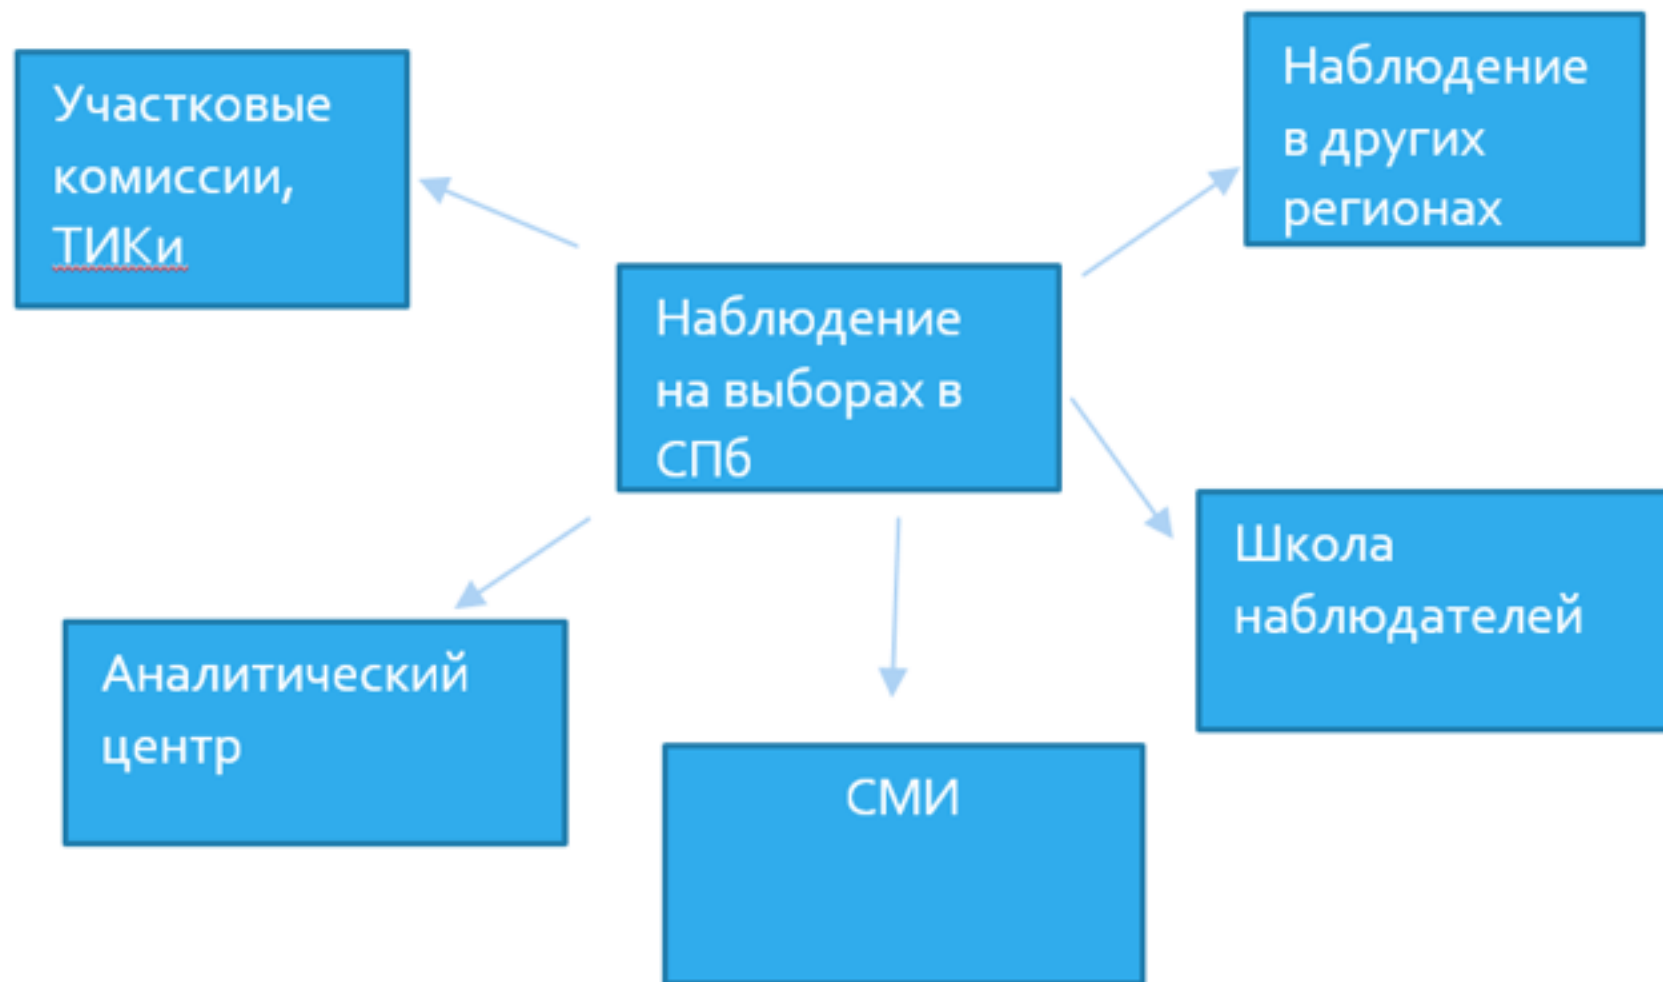 Участковые
комиссии,
ТИКи
Наблюдение
в других
регионах
Наблюдение
на выборах в
СПб
Школа
наблюдателей
Аналитический
центр
СМИ